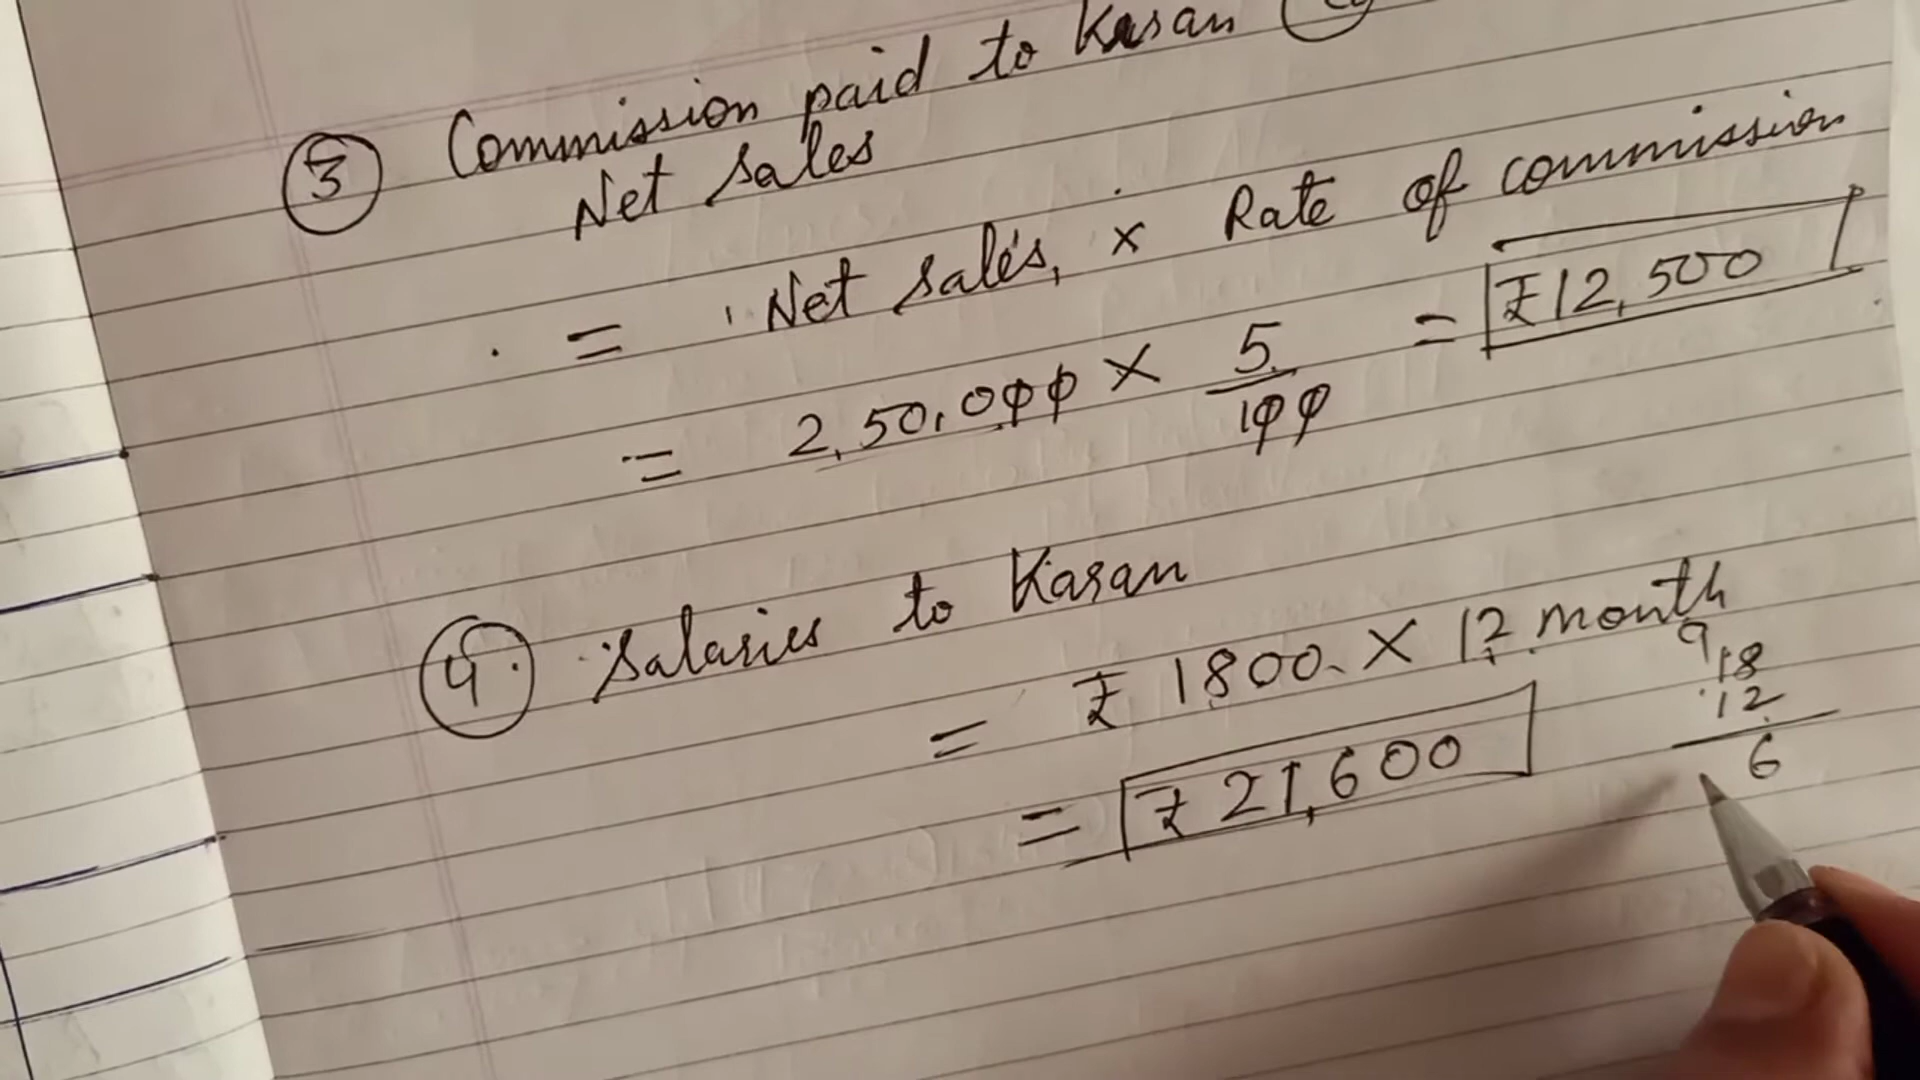 ③ Commission paid to Karan
Net sales
= Net sales × Rate of commission
= 2,50,000 × 5/100 = ₹12,500
④ Salaries to Karan
= ₹ 1800 × 12 month
= ₹ 21,600
18
12
6